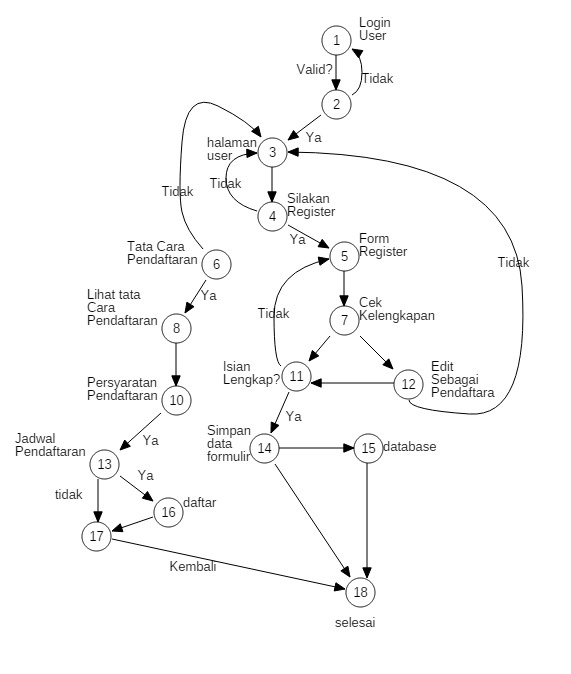 Login
User
1
Valid?
Tidak
2
Ya
halaman
user
3
Tidak
Tidak
4
Silakan
Register
Ya
Form
Register
5
Tata Cara
Pendaftaran
6
Tidak
Ya
Lihat tata
Cara
Pendaftaran
8
Tidak
7
Cek
Kelengkapan
Isian
Lengkap?
11
12
Edit
Sebagai
Pendaftara
Persyaratan
Pendaftaran
10
Ya
Ya
Simpan
data
formulir
14
15
database
Jadwal
Pendaftaran
13
Ya
tidak
16
daftar
17
Kembali
18
selesai